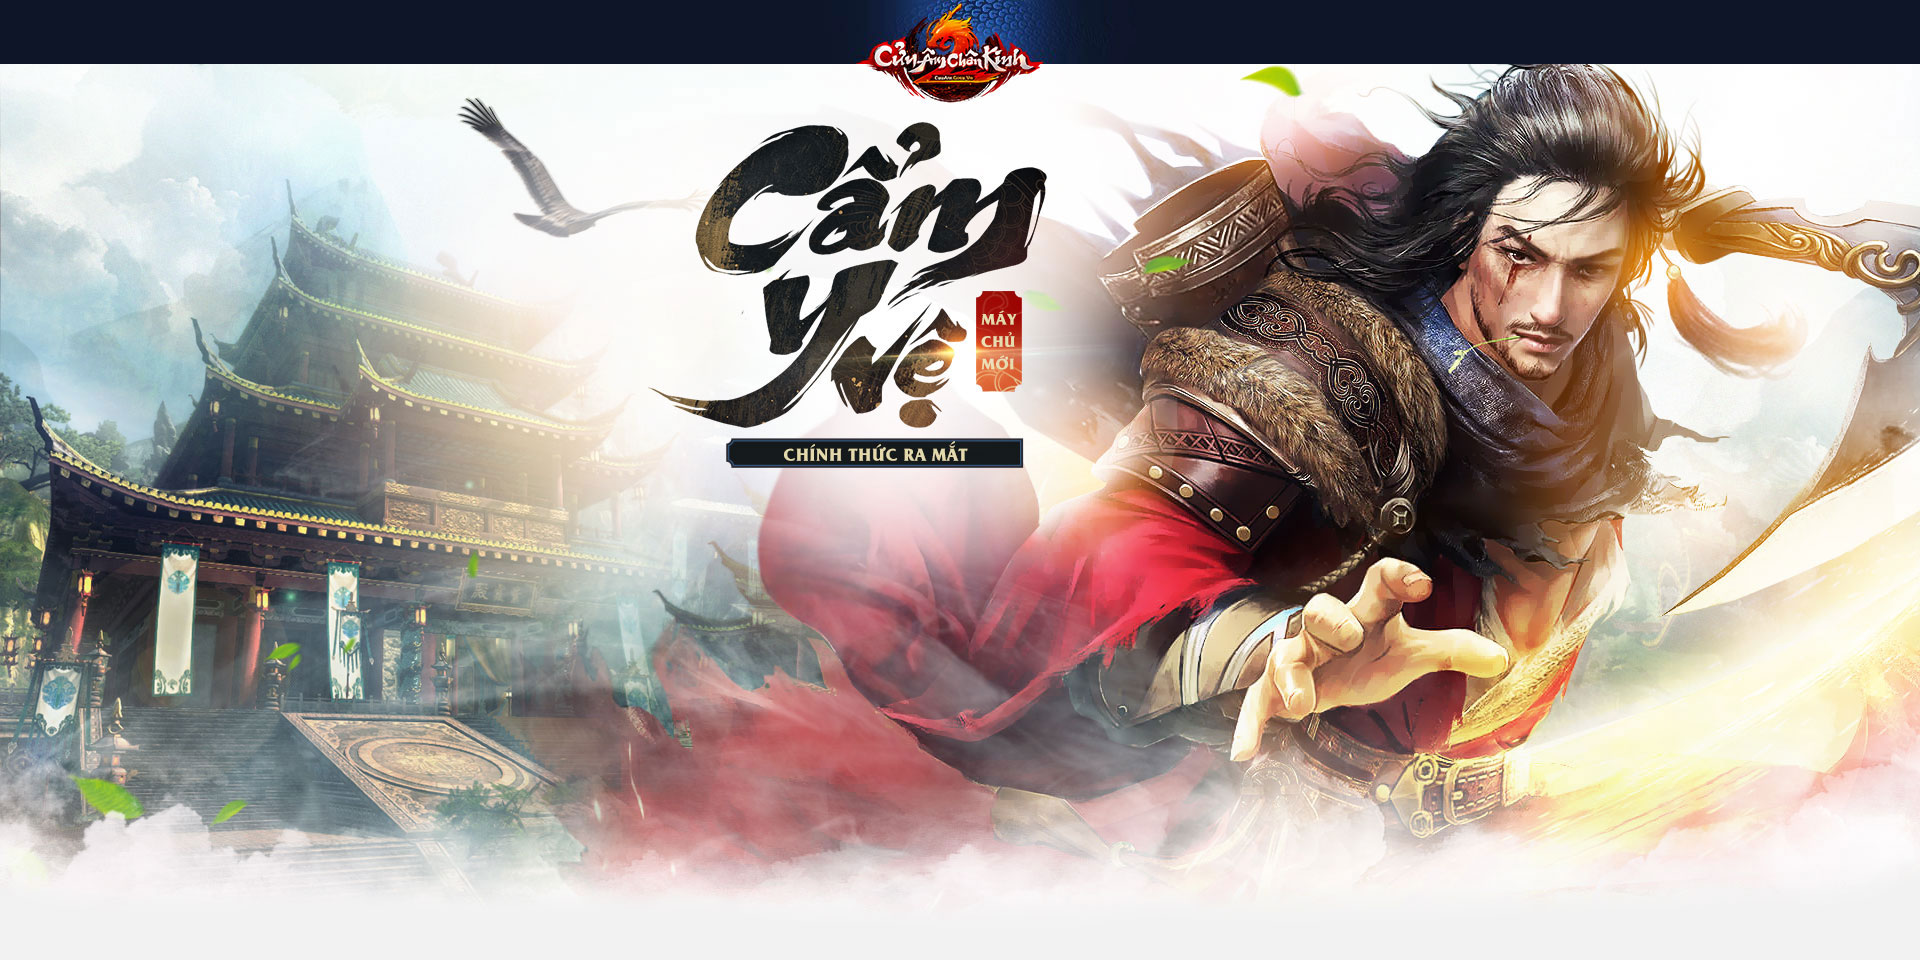 Cửu Âm Chân Kinh
Cẩm
Y Vệ
MÁY
CHỦ
MỚI
CHÍNH THỨC RA MẮT